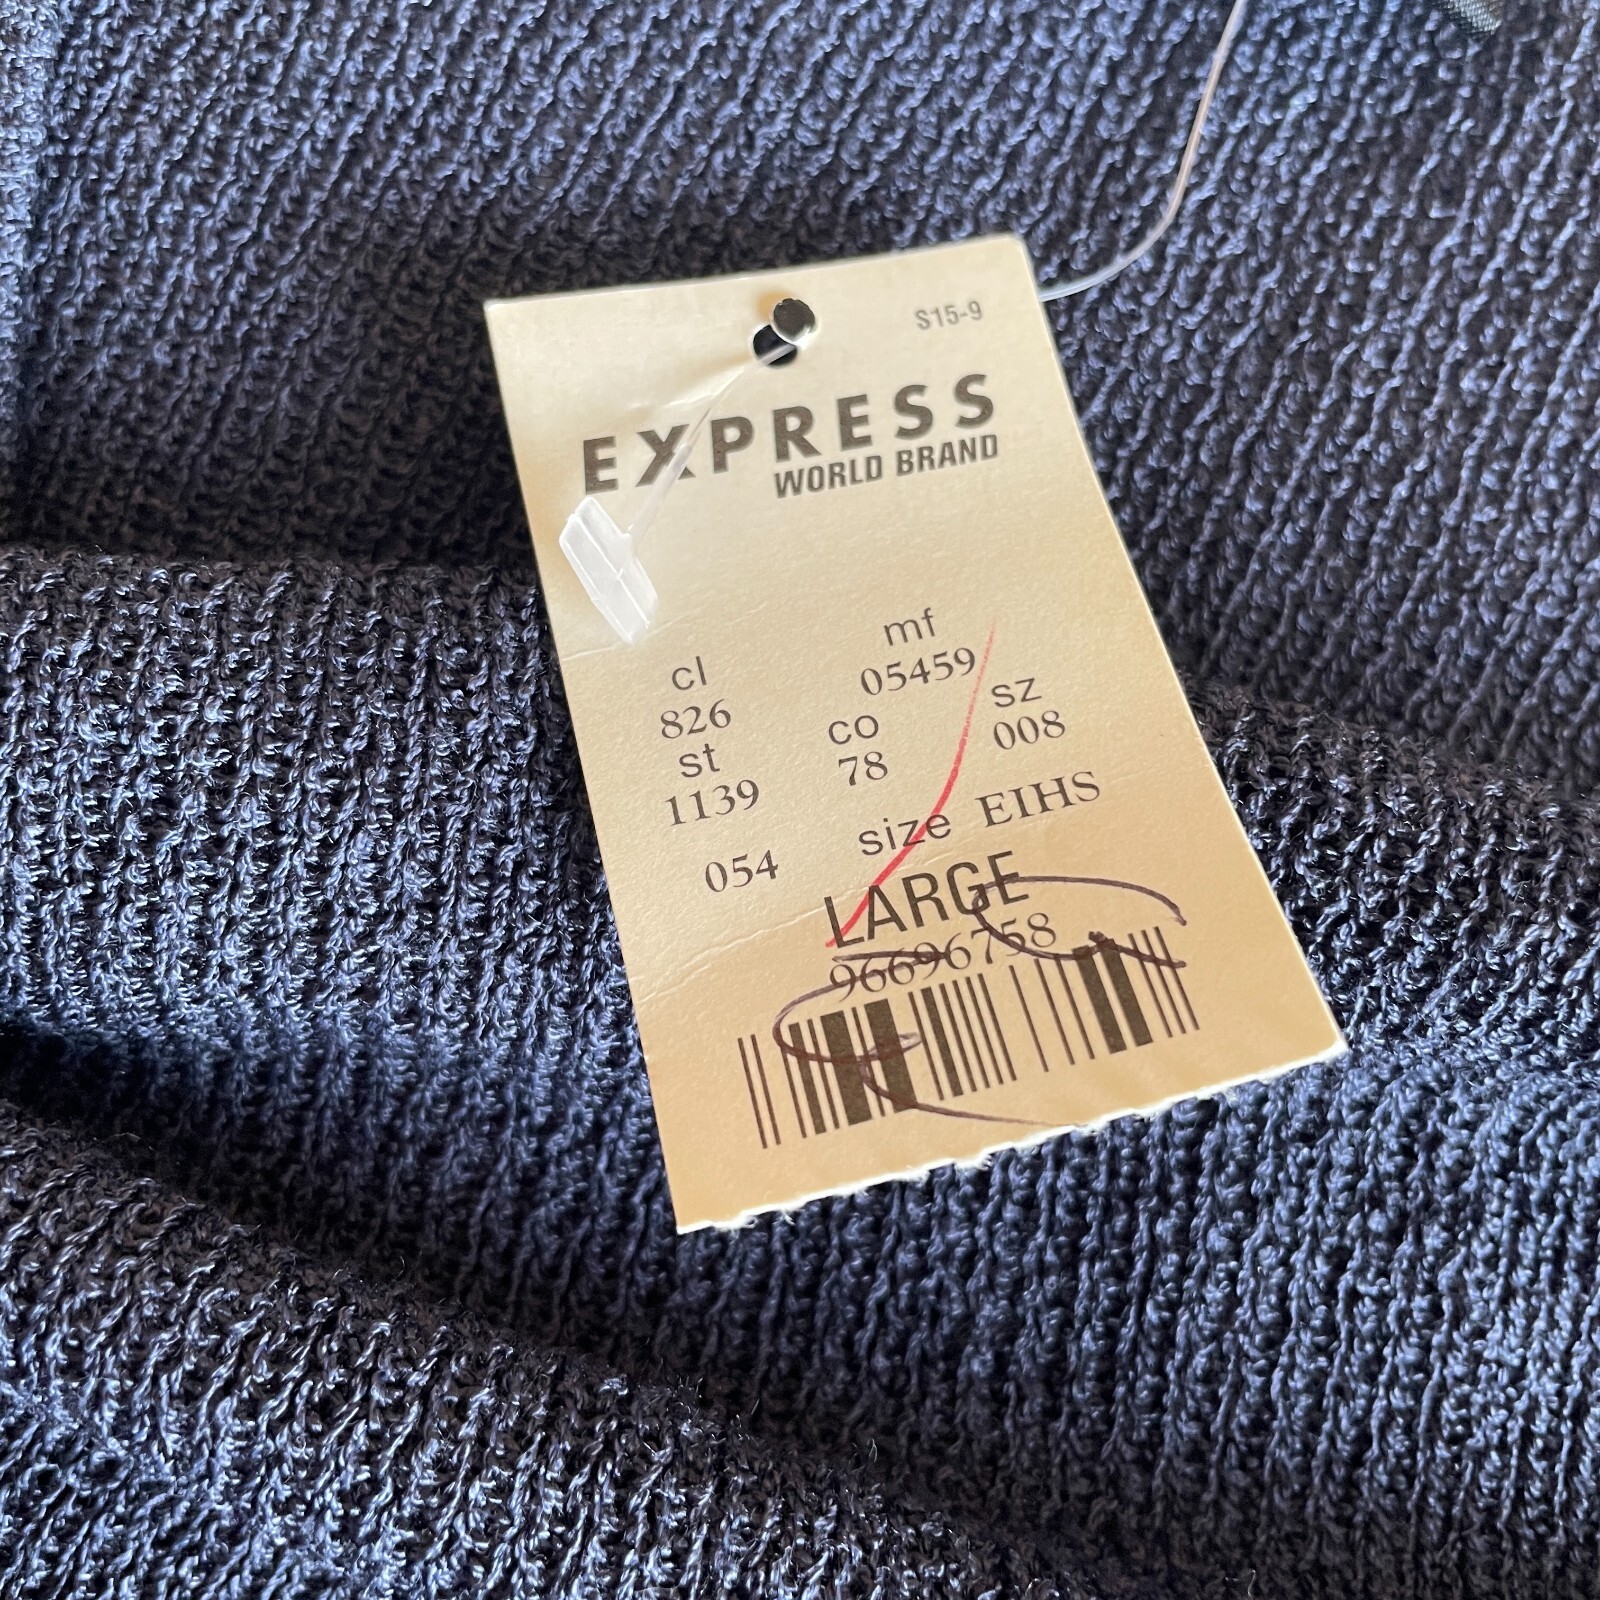 S15-9
EXPRESS
WORLD BRAND
cl mf
826 05459
st co sz
1139 78 008
054 size EIHS
LARGE
96696758